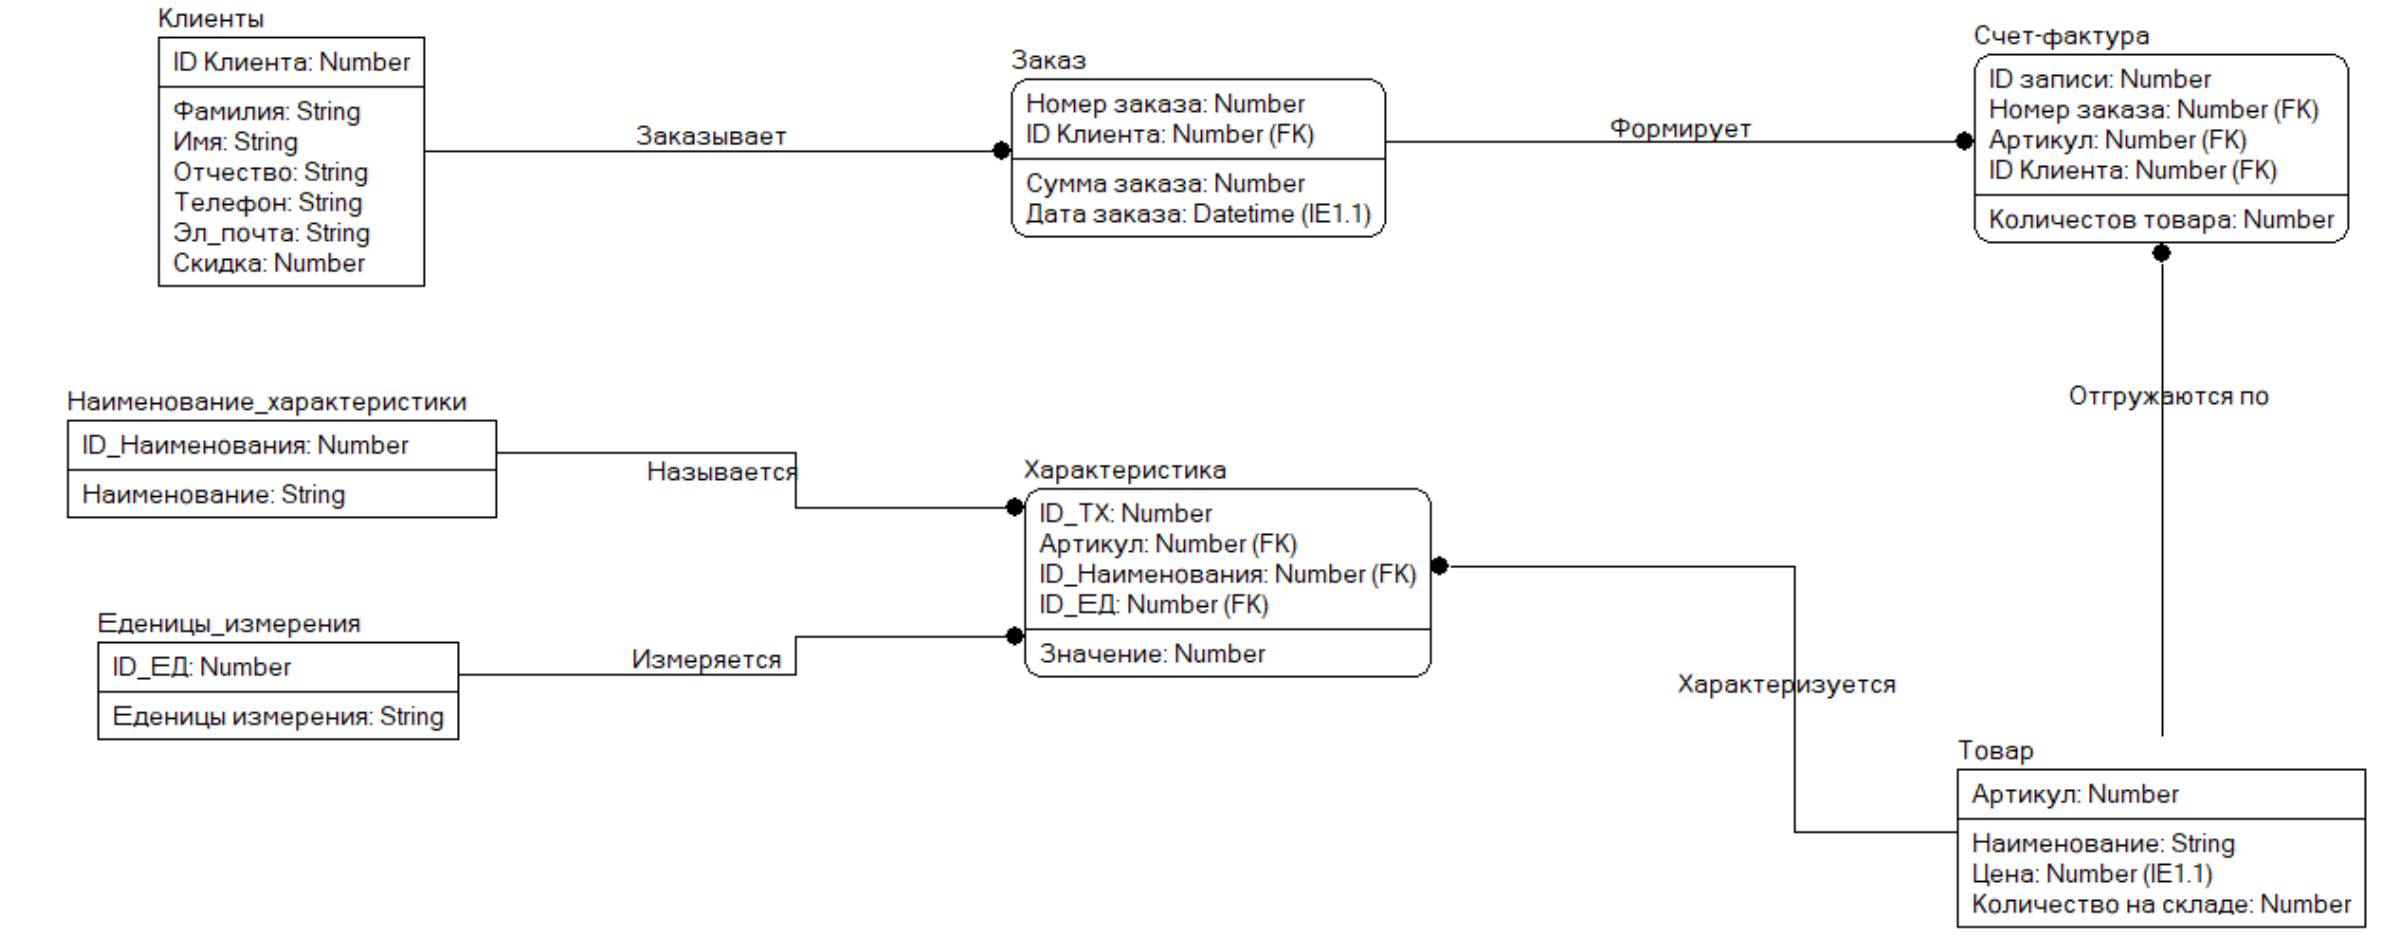 Клиенты
ID Клиента: Number
Фамилия: String
Имя: String
Отчество: String
Телефон: String
Эл_почта: String
Скидка: Number
Заказывает
Заказ
Номер заказа: Number
ID Клиента: Number (FK)
Сумма заказа: Number
Дата заказа: Datetime (IE1.1)
Формирует
Счет-фактура
ID записи: Number
Номер заказа: Number (FK)
Артикул: Number (FK)
ID Клиента: Number (FK)
Количестов товара: Number
Отгружаются по
Наименование_характеристики
ID_Наименования: Number
Наименование: String
Называется
Еденицы_измерения
ID_ЕД: Number
Еденицы измерения: String
Измеряется
Характеристика
ID_TX: Number
Артикул: Number (FK)
ID_Наименования: Number (FK)
ID_ЕД: Number (FK)
Значение: Number
Характеризуется
Товар
Артикул: Number
Наименование: String
Цена: Number (IE1.1)
Количество на складе: Number